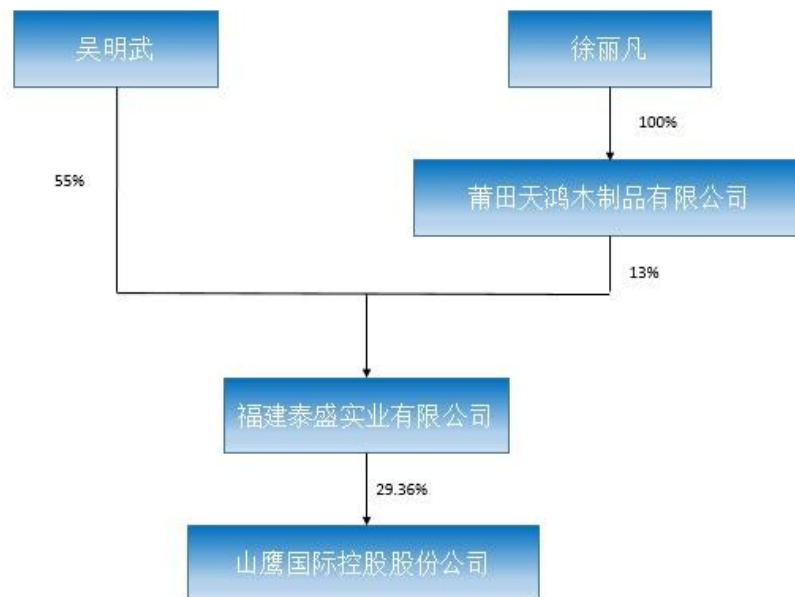 吴明武
徐丽凡
100%
55%
莆田天鸿木制品有限公司
13%
福建泰盛实业有限公司
29.36%
山鹰国际控股股份公司